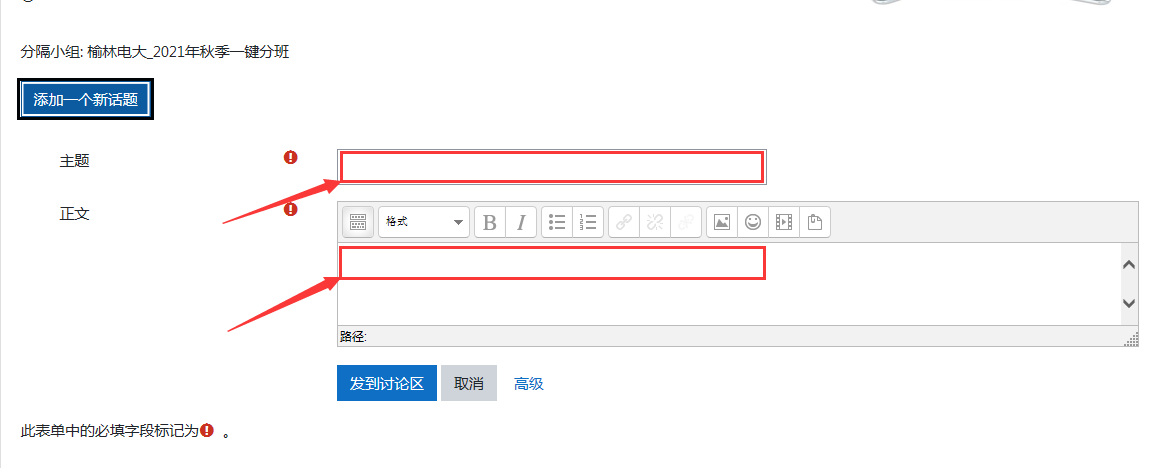 分隔小组: 榆林电大_2021年秋季一键分班
添加一个新话题
主题
正文
格式 B I
路径:
发到讨论区 取消 高级
此表单中的必填字段标记为 。